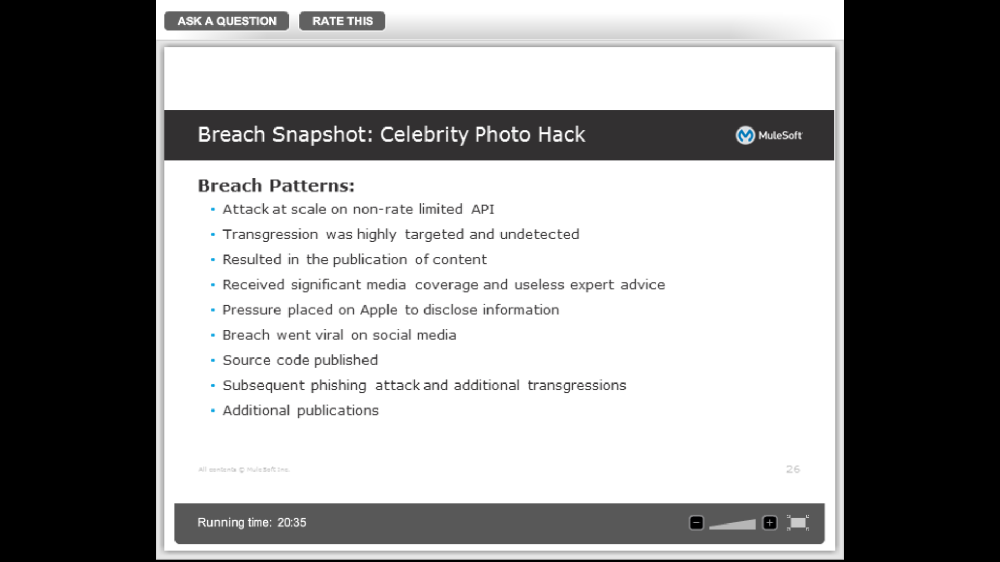 ASK A QUESTION
RATE THIS
Breach Snapshot: Celebrity Photo Hack
MuleSoft
Breach Patterns:
• Attack at scale on non-rate limited API
• Transgression was highly targeted and undetected
• Resulted in the publication of content
• Received significant media coverage and useless expert advice
• Pressure placed on Apple to disclose information
• Breach went viral on social media
• Source code published
• Subsequent phishing attack and additional transgressions
• Additional publications
All contents © MuleSoft Inc.
26
Running time: 20:35